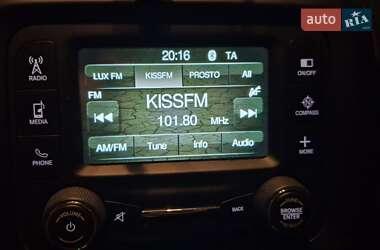 auto RIA.com
20:16 TA
LUX FM KISSFM PROSTO All
RADIO
ON/OFF
FM
KISSFM
MEDIA
101.80 MHz
COMPASS
PHONE
AM/FM Tune Info Audio
MORE
VOLUME
BACK
BROWSE
ENTER